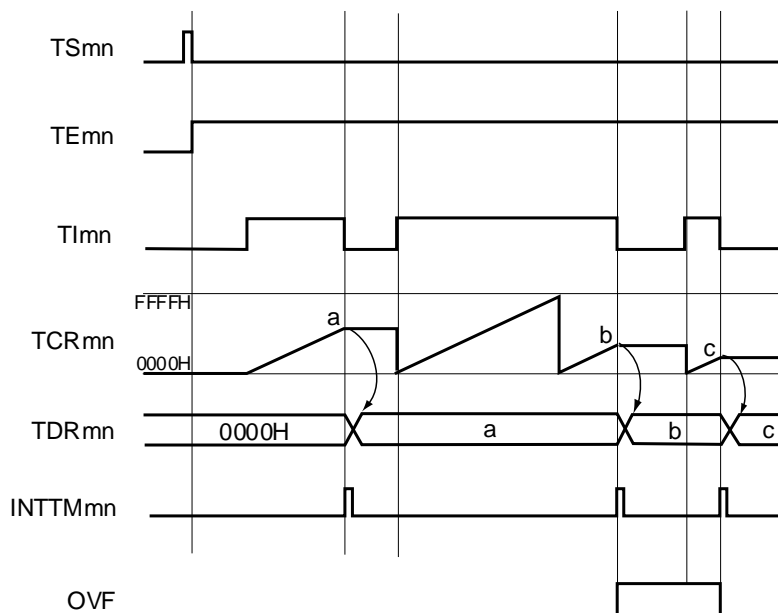 TSmn
TEmn
TImn
FFFFH
a
TCRmn
b
c
0000H
TDRmn
0000H
a
b
c
INTTMmn
OVF